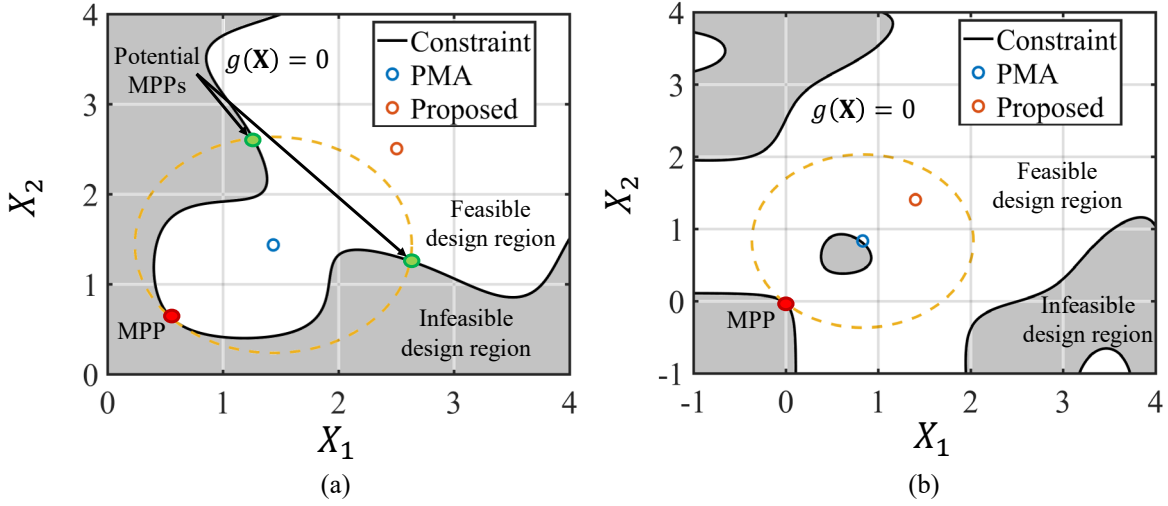 4
3
2
1
0
0
1
2
3
4
X₂
X₁
Potential
MPPs
g(𝐗) = 0
Constraint
PMA
Proposed
Feasible
design region
Infeasible
design region
MPP
(a)
4
3
2
1
0
-1
-1
0
1
2
3
4
X₂
X₁
g(𝐗) = 0
Constraint
PMA
Proposed
Feasible
design region
Infeasible
design region
MPP
(b)